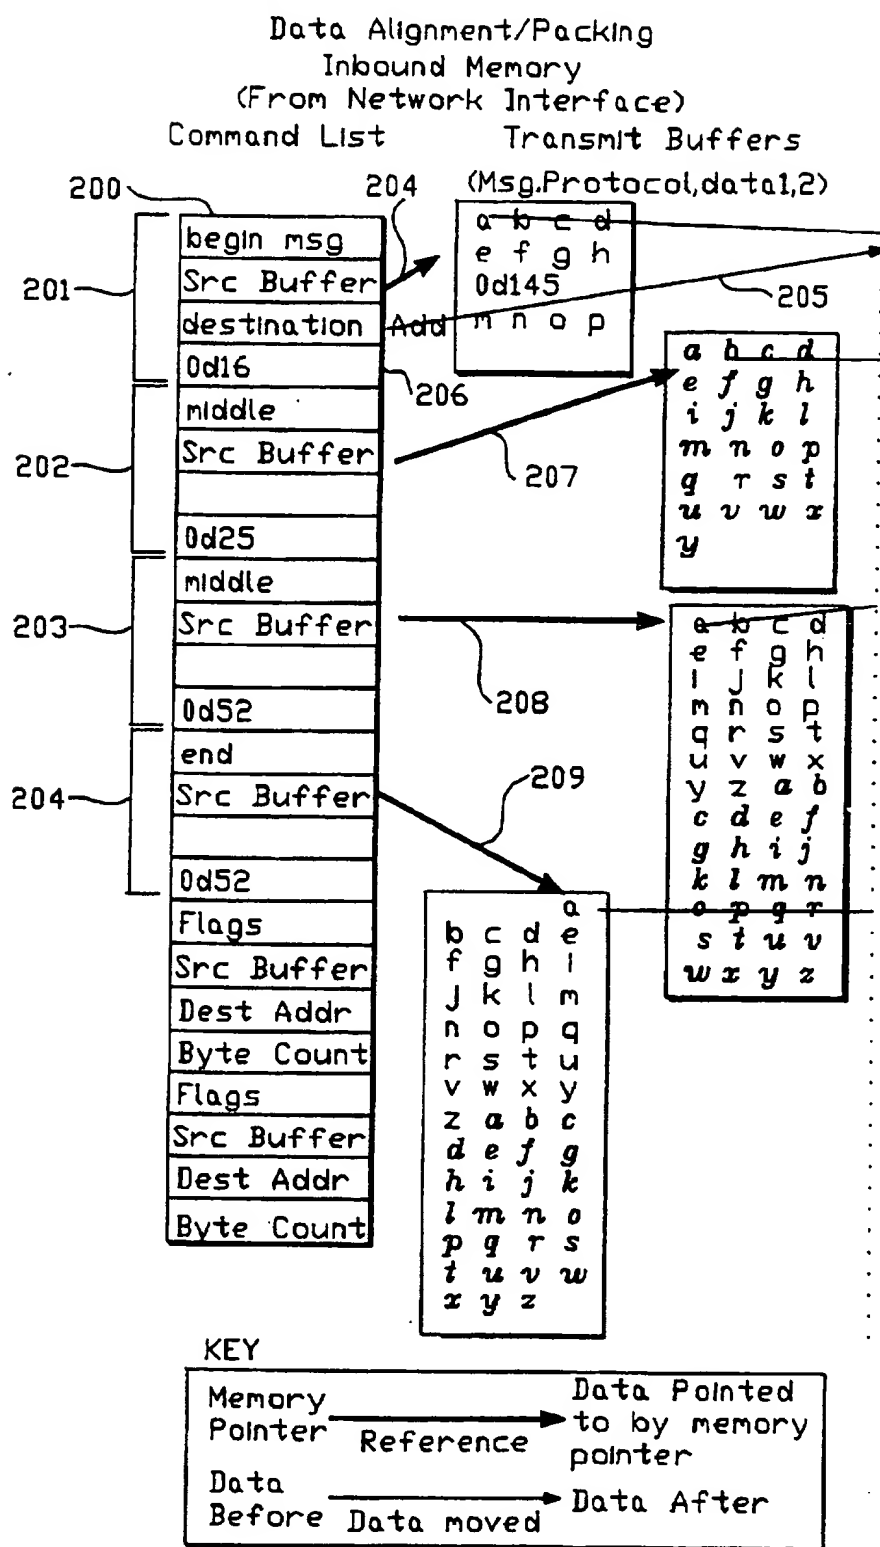 Data Alignment/Packing
Inbound Memory
(From Network Interface)
Command List
Transmit Buffers
(Msg.Protocol,data1,2)
200
204
201
begin msg
Src Buffer
destination Add
0d16
205
206
202
middle
Src Buffer
0d25
207
203
middle
Src Buffer
0d52
208
204
end
Src Buffer
0d52
209
Flags
Src Buffer
Dest Addr
Byte Count
Flags
Src Buffer
Dest Addr
Byte Count
a b c d
e f g h
0d145
m n o p
a b c d
e f g h
i j k l
m n o p
q r s t
u v w x
y
a b c d
e f g h
i j k l
m n o p
q r s t
u v w x
y z a b
c d e f
g h i j
k l m n
o p q r
s t u v
w x y z
a
b c d e
f g h i
j k l m
n o p q
r s t u
v w x y
z a b c
d e f g
h i j k
l m n o
p q r s
t u v w
x y z
KEY
Memory Pointer
Reference
Data Pointed to by memory pointer
Data Before
Data moved
Data After